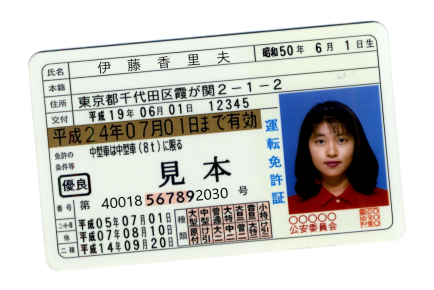 氏名 伊藤香里夫 昭和50年 6月 1日生
本籍
住所 東京都千代田区霞が関2-1-2
交付 平成19年06月01日 12345
平成24年07月01日まで有効
免許の条件等 中型車は中型車(8t)に限る
見本
優良
番号 第 40018 567892030 号
二・小・原 平成05年07月01日
他 平成07年08月10日
二種 平成14年09月20日
種類 大型 中型 普通 大特 大自二 普自二 小特
原付 け引 大二 中二 普二 大特二 け引二
運転免許証
○○○○○
公安委員会